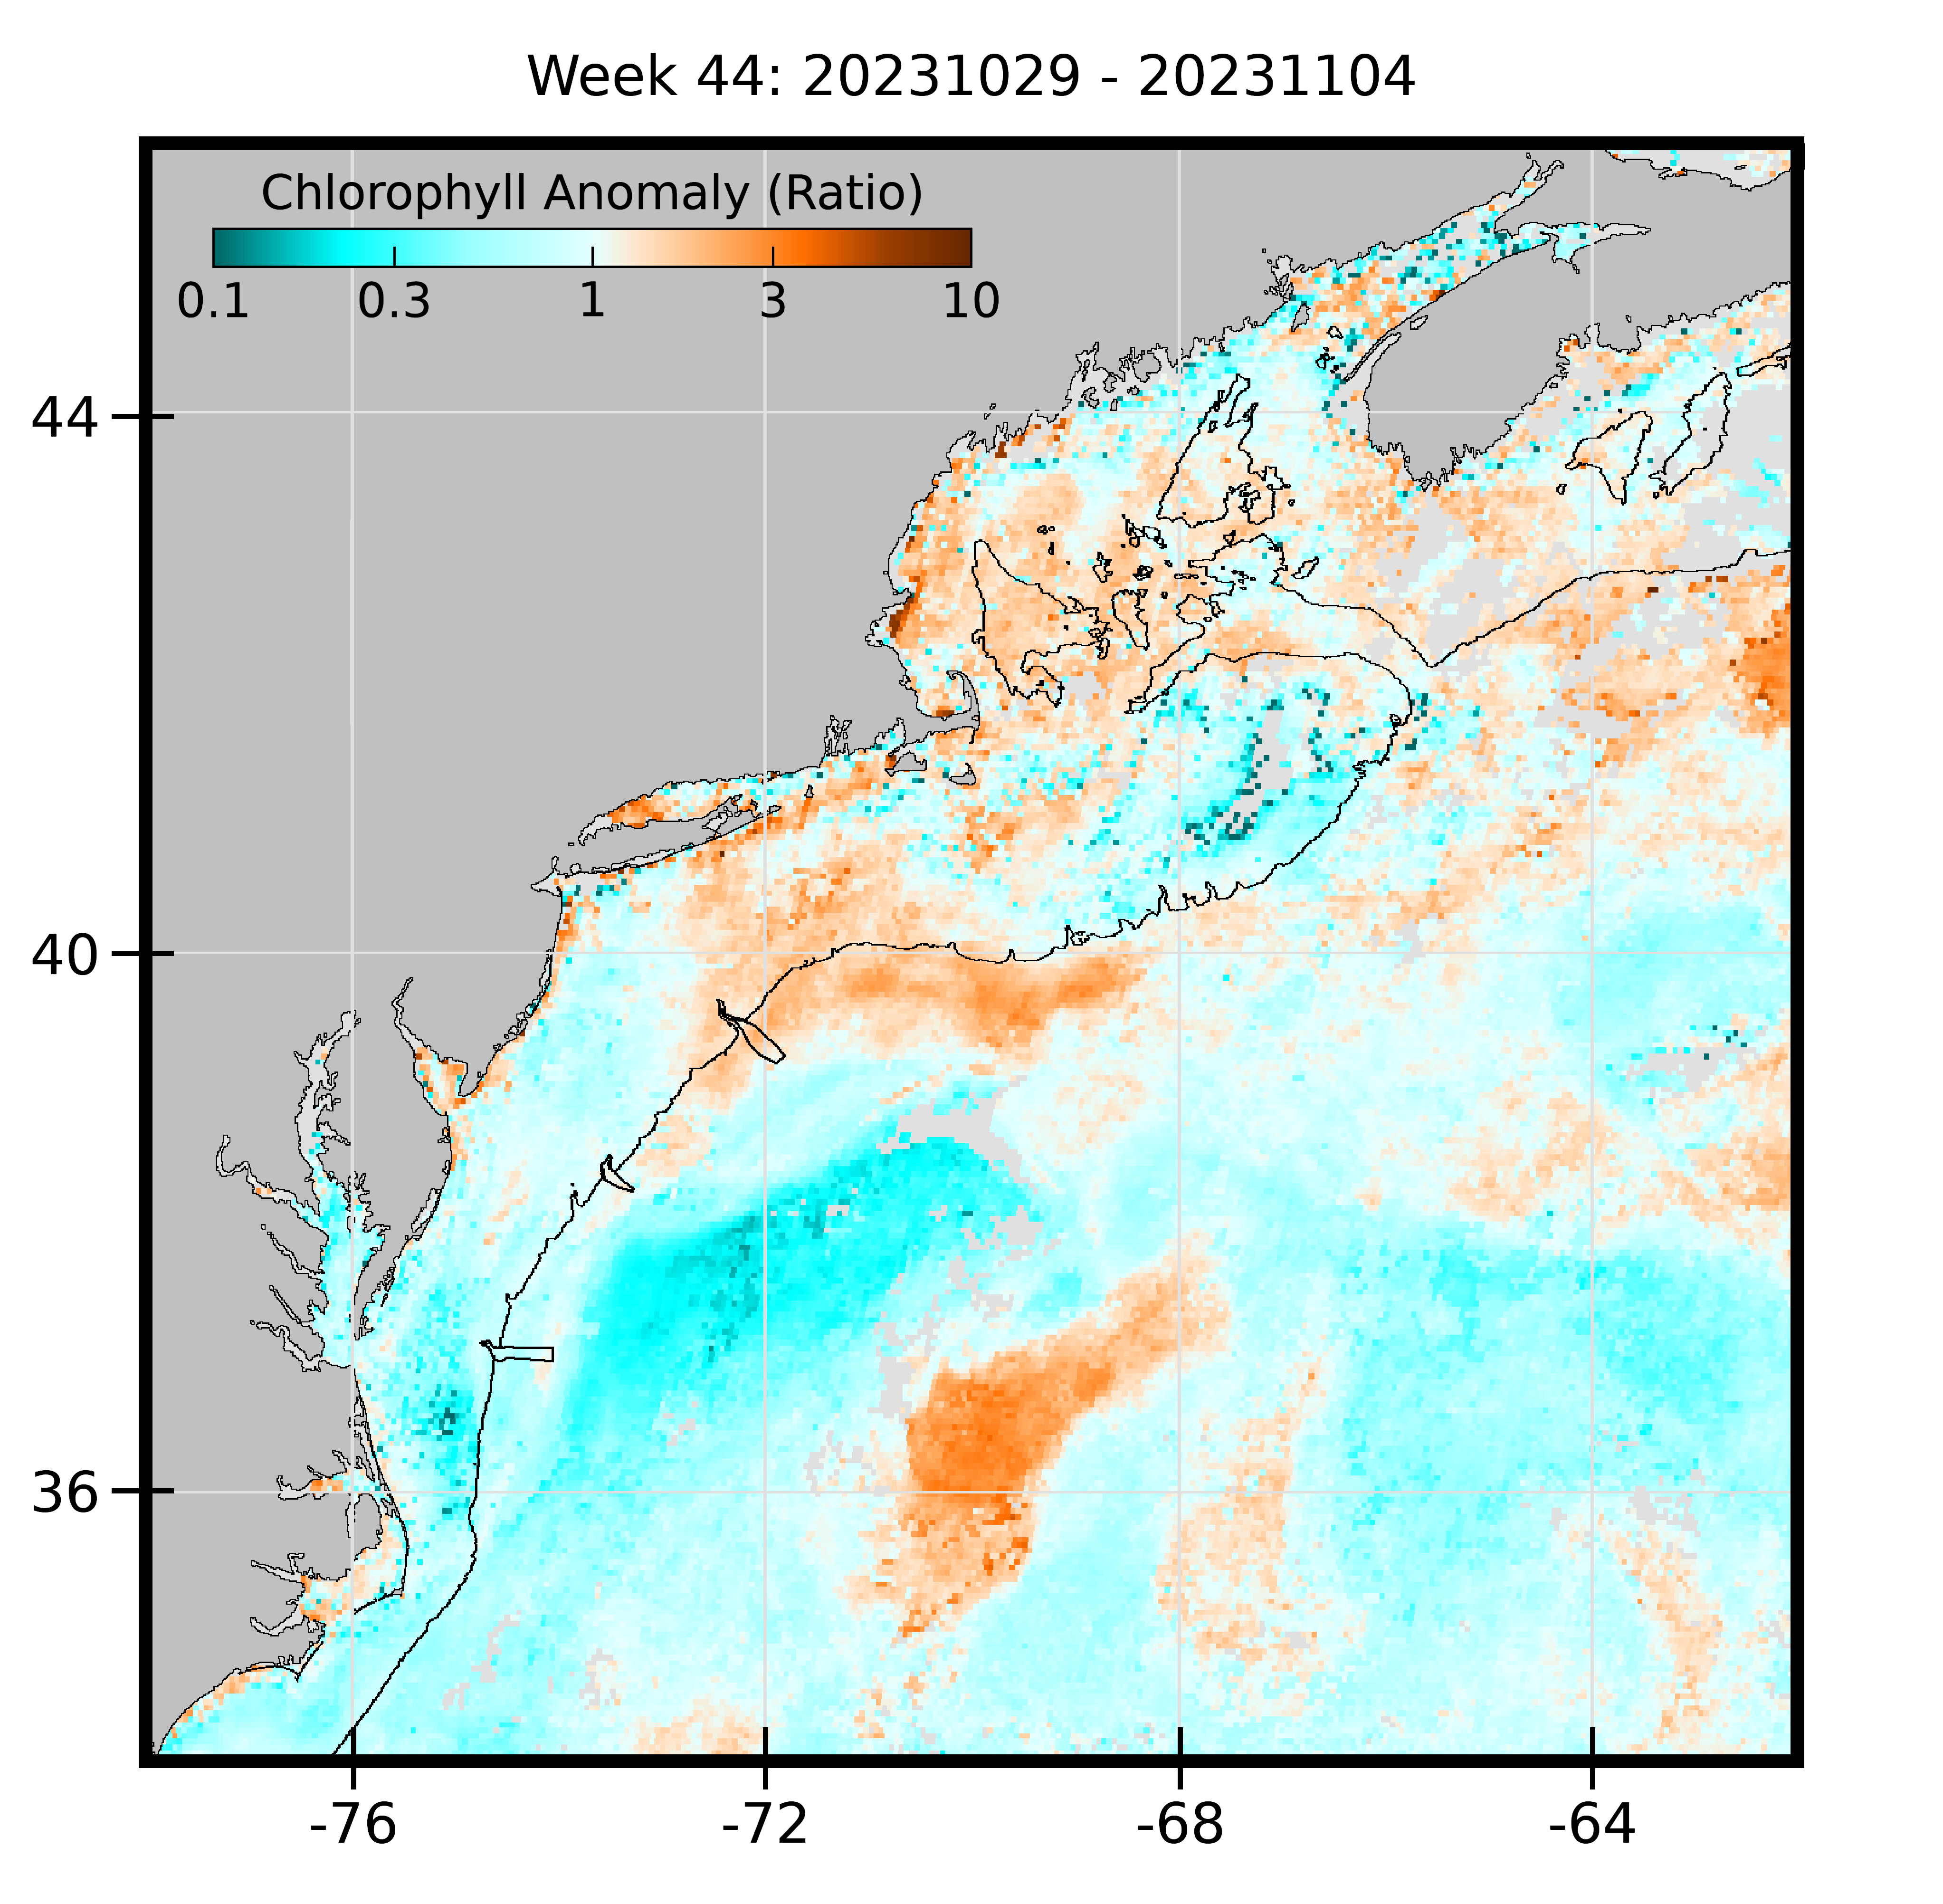 Week 44: 20231029 - 20231104
Chlorophyll Anomaly (Ratio)
0.1 0.3 1 3 10
44
40
36
-76 -72 -68 -64